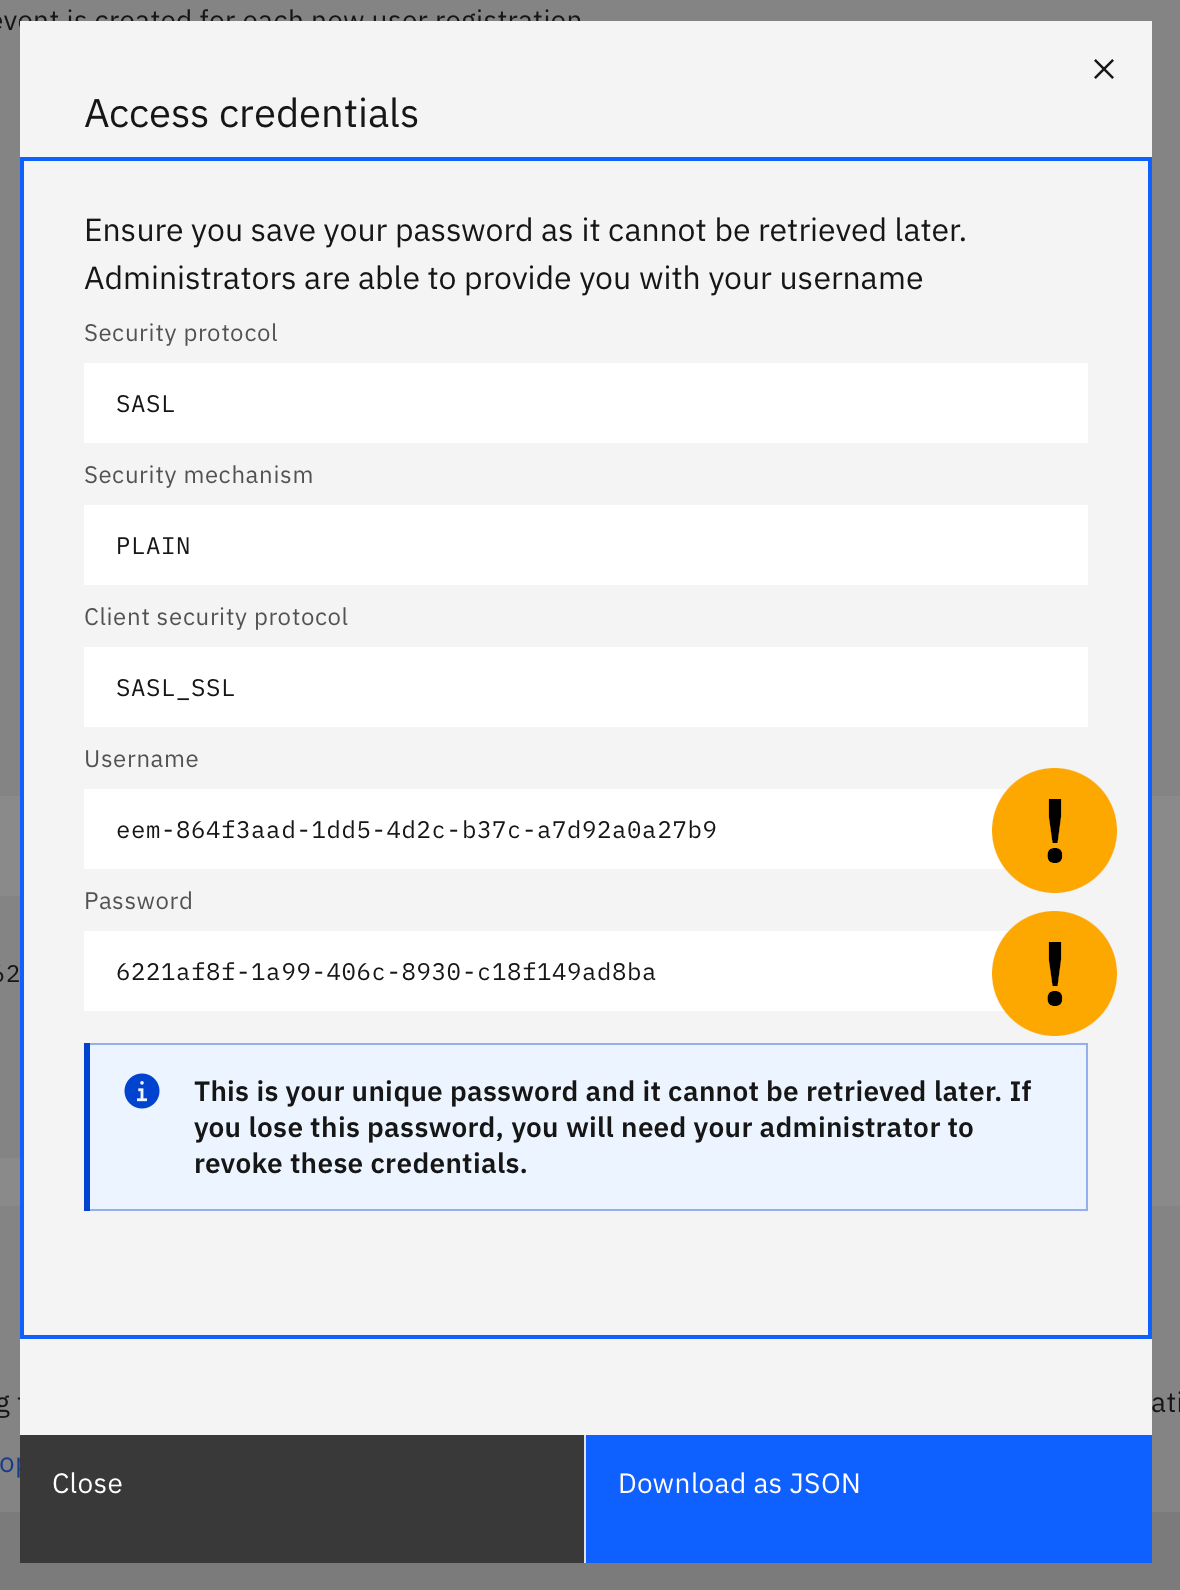 event is created for each new user registration
Access credentials
Ensure you save your password as it cannot be retrieved later.
Administrators are able to provide you with your username
Security protocol
SASL
Security mechanism
PLAIN
Client security protocol
SASL_SSL
Username
eem-864f3aad-1dd5-4d2c-b37c-a7d92a0a27b9
!
Password
62
6221af8f-1a99-406c-8930-c18f149ad8ba
!
This is your unique password and it cannot be retrieved later. If
you lose this password, you will need your administrator to
revoke these credentials.
Close
Download as JSON